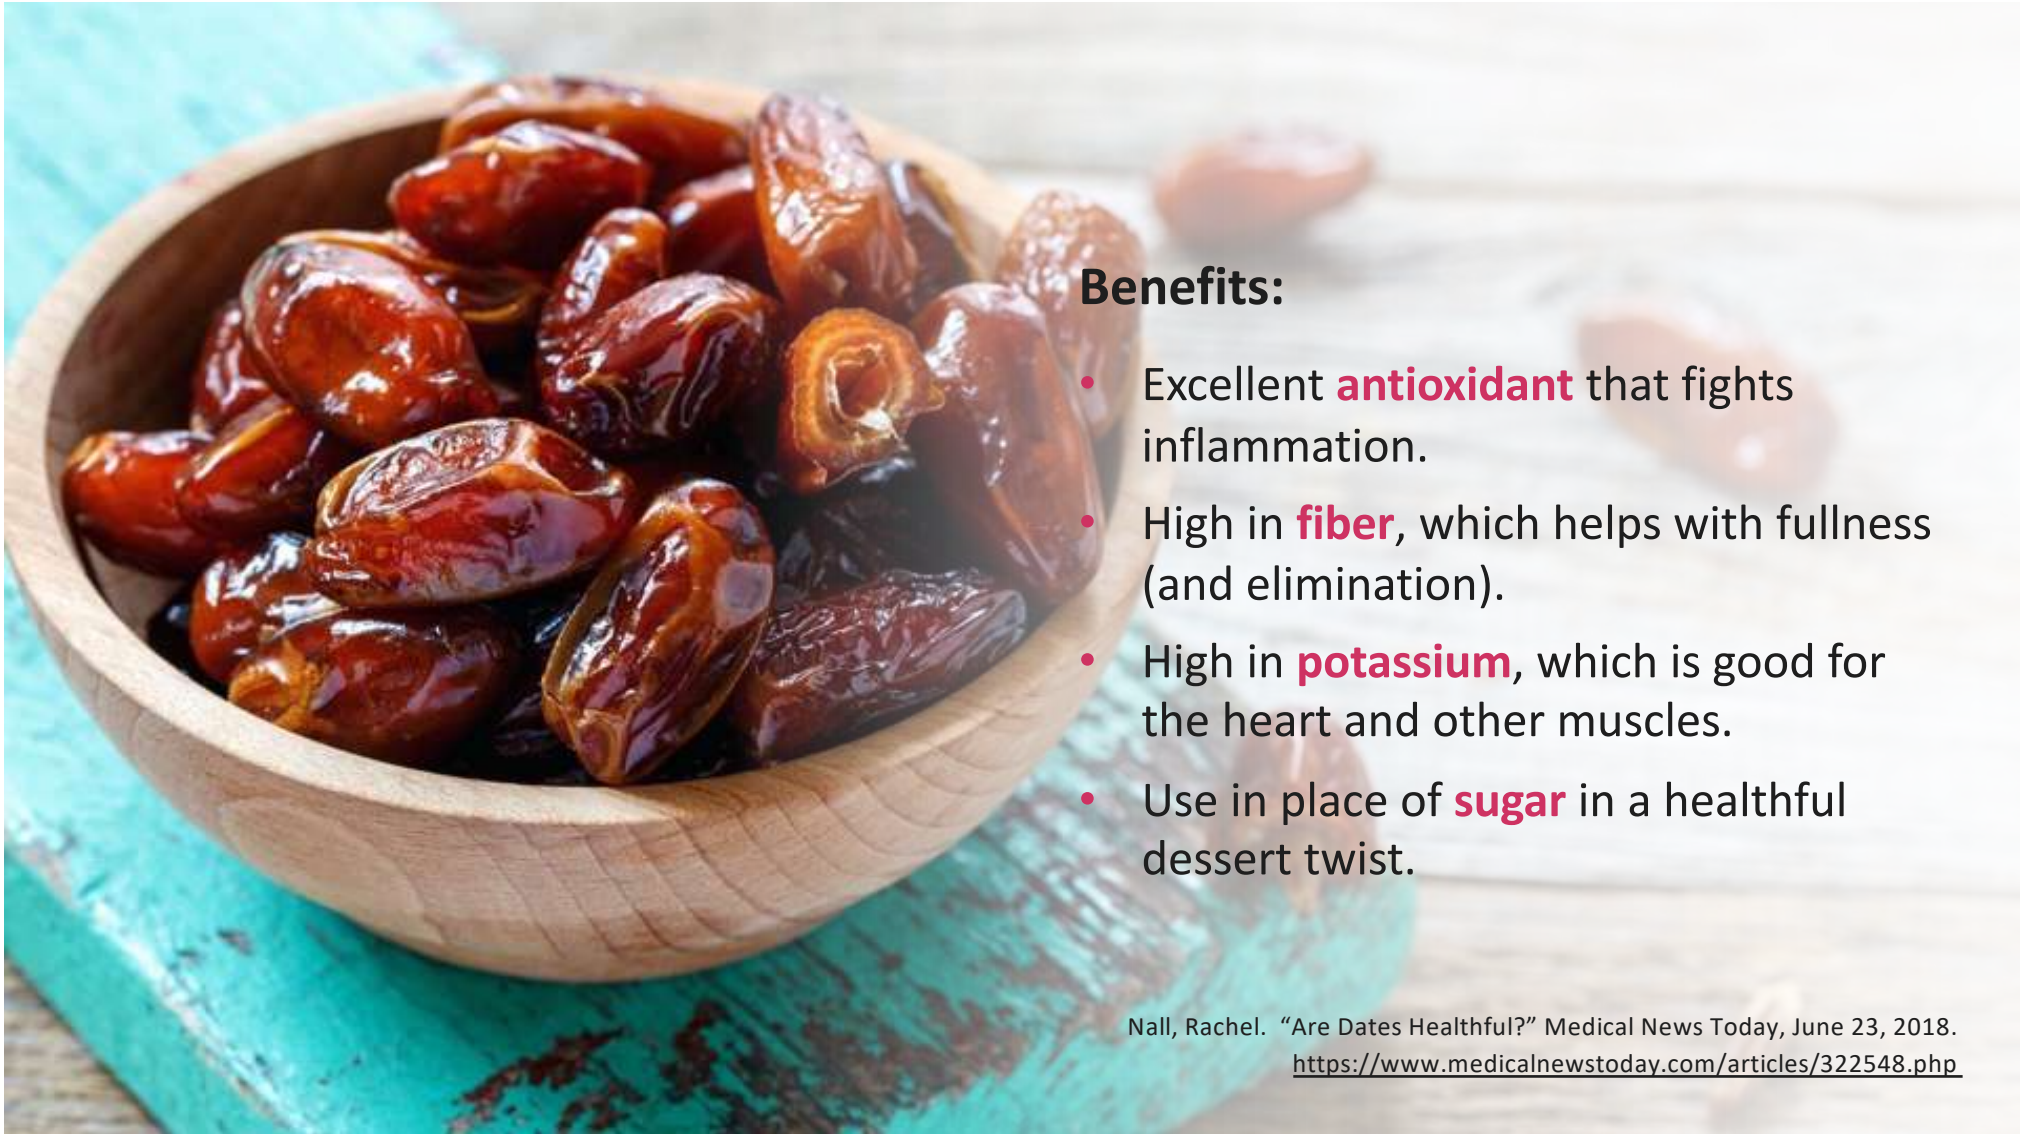 Benefits:
• Excellent antioxidant that fights
inflammation.
• High in fiber, which helps with fullness
(and elimination).
• High in potassium, which is good for
the heart and other muscles.
• Use in place of sugar in a healthful
dessert twist.
Nall, Rachel.  “Are Dates Healthful?” Medical News Today, June 23, 2018.
https://www.medicalnewstoday.com/articles/322548.php